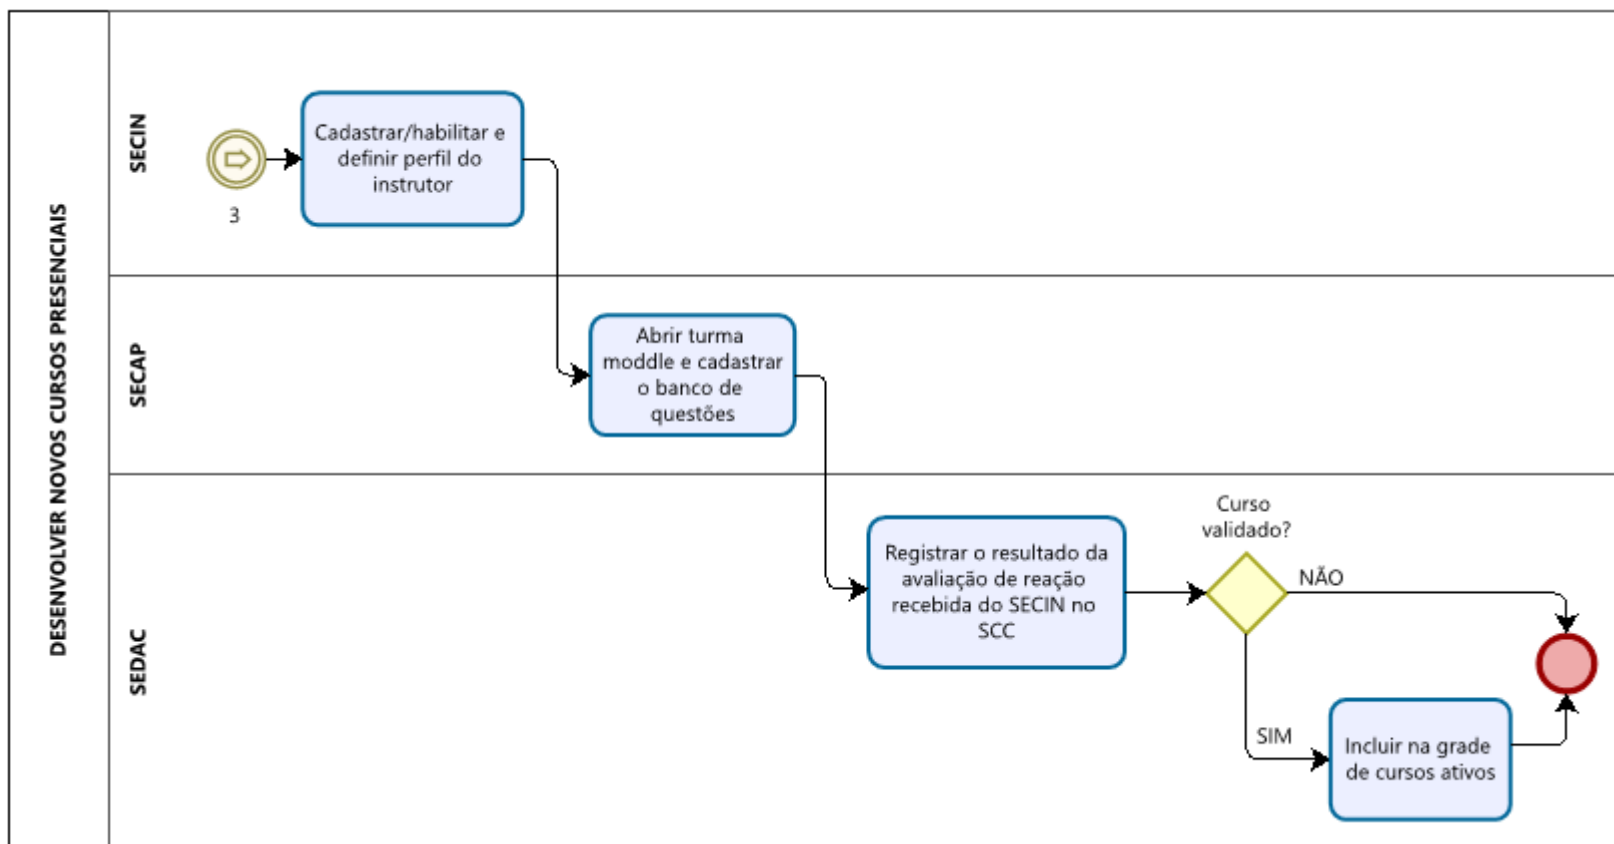 DESENVOLVER NOVOS CURSOS PRESENCIAIS
SECIN
3
Cadastrar/habilitar e
definir perfil do
instrutor
SECAP
Abrir turma
moddle e cadastrar
o banco de
questões
SEDAC
Registrar o resultado da
avaliação de reação
recebida do SECIN no
SCC
Curso
validado?
NÃO
SIM
Incluir na grade
de cursos ativos